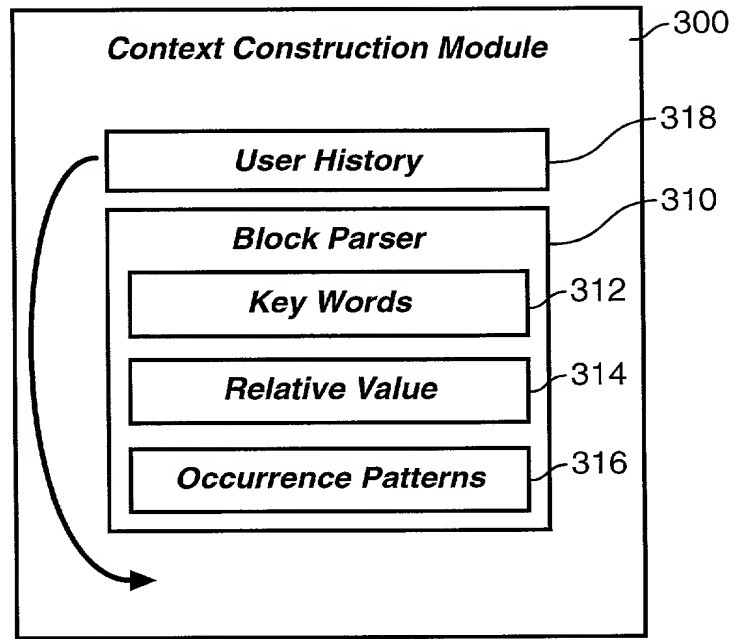 Context Construction Module
300
User History
318
Block Parser
310
Key Words
312
Relative Value
314
Occurrence Patterns
316